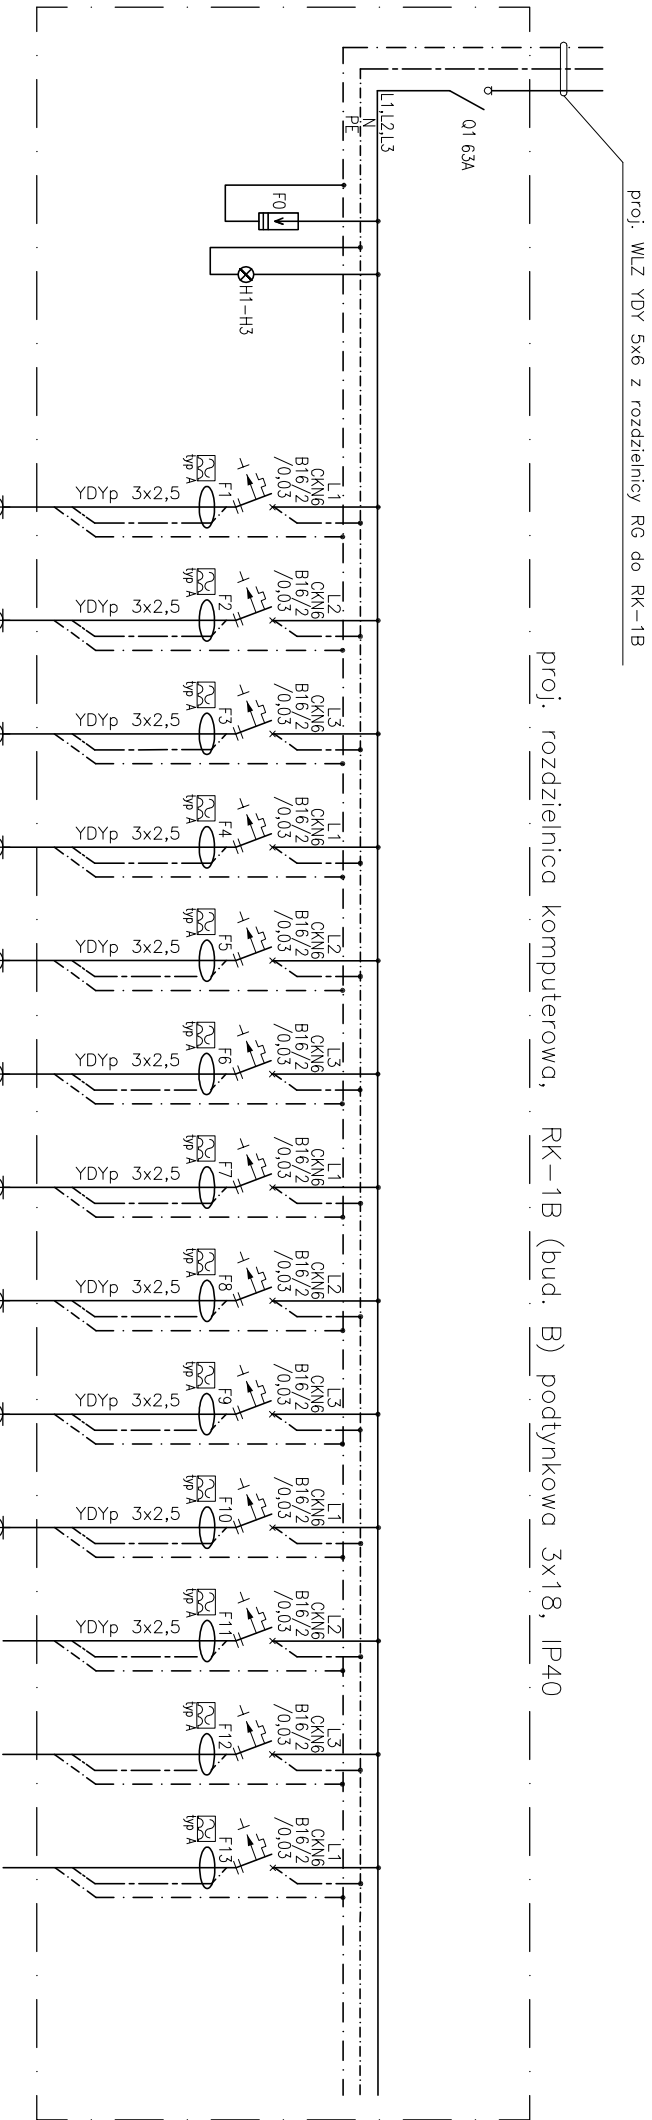 proj. WLZ YDY 5x6 z rozdzielnicy RG do RK-1B
proj. rozdzielnica komputerowa, RK-1B (bud. B) podtynkowa 3x18, IP40
Q1 63A
L1,L2,L3
N
PE
F0
H1-H3
L1
CKN6
B16/2
/0,03
F1
typ A
YDYp 3x2,5
L2
CKN6
B16/2
/0,03
F2
typ A
YDYp 3x2,5
L3
CKN6
B16/2
/0,03
F3
typ A
YDYp 3x2,5
L1
CKN6
B16/2
/0,03
F4
typ A
YDYp 3x2,5
L2
CKN6
B16/2
/0,03
F5
typ A
YDYp 3x2,5
L3
CKN6
B16/2
/0,03
F6
typ A
YDYp 3x2,5
L1
CKN6
B16/2
/0,03
F7
typ A
YDYp 3x2,5
L2
CKN6
B16/2
/0,03
F8
typ A
YDYp 3x2,5
L3
CKN6
B16/2
/0,03
F9
typ A
YDYp 3x2,5
L1
CKN6
B16/2
/0,03
F10
typ A
YDYp 3x2,5
L2
CKN6
B16/2
/0,03
F11
typ A
YDYp 3x2,5
L3
CKN6
B16/2
/0,03
F12
typ A
L1
CKN6
B16/2
/0,03
F13
typ A